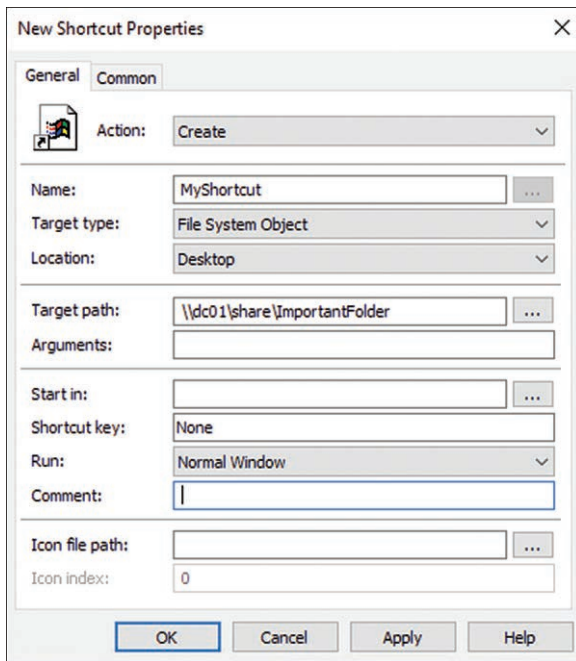 New Shortcut Properties
General Common
Action: Create
Name: MyShortcut ...
Target type: File System Object
Location: Desktop
Target path: \\dc01\share\ImportantFolder ...
Arguments:
Start in: ...
Shortcut key: None
Run: Normal Window
Comment:
Icon file path: ...
Icon index: 0
OK Cancel Apply Help